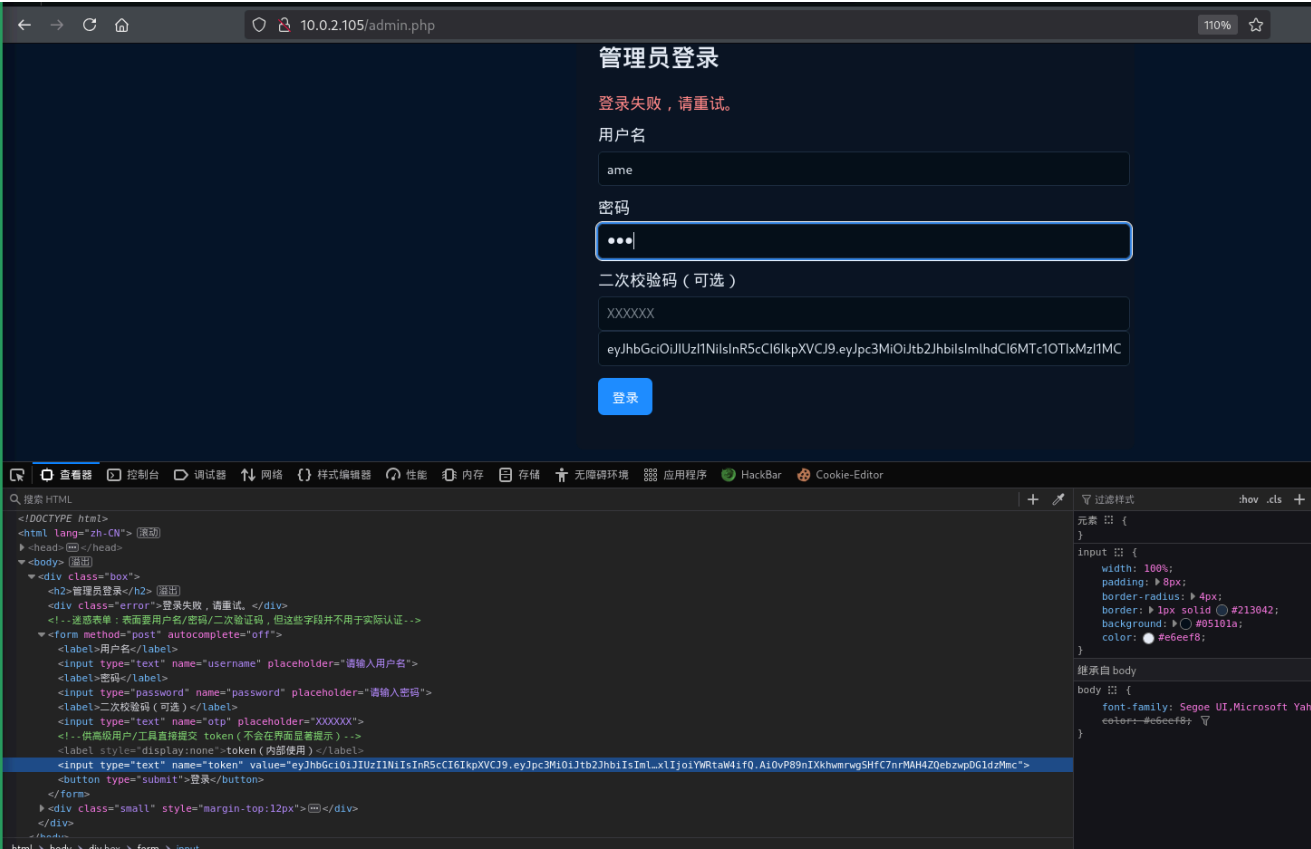 10.0.2.105/admin.php
110%
管理员登录
登录失败，请重试。
用户名
ame
密码
二次校验码（可选）
XXXXXX
eyJhbGciOiJIUzI1NiIsInR5cCI6IkpXVCJ9.eyJpc3MiOiJtb2JhbiIsImlhdCI6MTc1OTIxMzI1MC
登录
查看器 控制台 调试器 网络 样式编辑器 性能 内存 存储 无障碍环境 应用程序 HackBar Cookie-Editor
搜索 HTML
<!DOCTYPE html>
<html lang="zh-CN"> 滚动
<head> </head>
<body> 溢出
<div class="box">
<h2>管理员登录</h2> 溢出
<div class="error">登录失败，请重试。</div>
<!--迷惑表单：表面要用户名/密码/二次验证码，但这些字段并不用于实际认证-->
<form method="post" autocomplete="off">
<label>用户名</label>
<input type="text" name="username" placeholder="请输入用户名">
<label>密码</label>
<input type="password" name="password" placeholder="请输入密码">
<label>二次校验码（可选）</label>
<input type="text" name="otp" placeholder="XXXXXX">
<!--供高级用户/工具直接提交 token（不会在界面显著提示）-->
<label style="display:none">token（内部使用）</label>
<input type="text" name="token" value="eyJhbGciOiJIUzI1NiIsInR5cCI6IkpXVCJ9.eyJpc3MiOiJtb2JhbiIsIml…xlIjoiYWRtaW4ifQ.AiOvP89nIXkhwmrwgSHfC7nrMAH4ZQebzwpDG1dzMmc">
<button type="submit">登录</button>
</form>
<div class="small" style="margin-top:12px"> </div>
</div>
</body>
html > body > div.box > form > input
过滤样式 :hov .cls
元素 {
}
input {
width: 100%;
padding: 8px;
border-radius: 4px;
border: 1px solid #213042;
background: #05101a;
color: #e6eef8;
}
继承自 body
body {
font-family: Segoe UI,Microsoft Yah
color: #e6eef8;
}